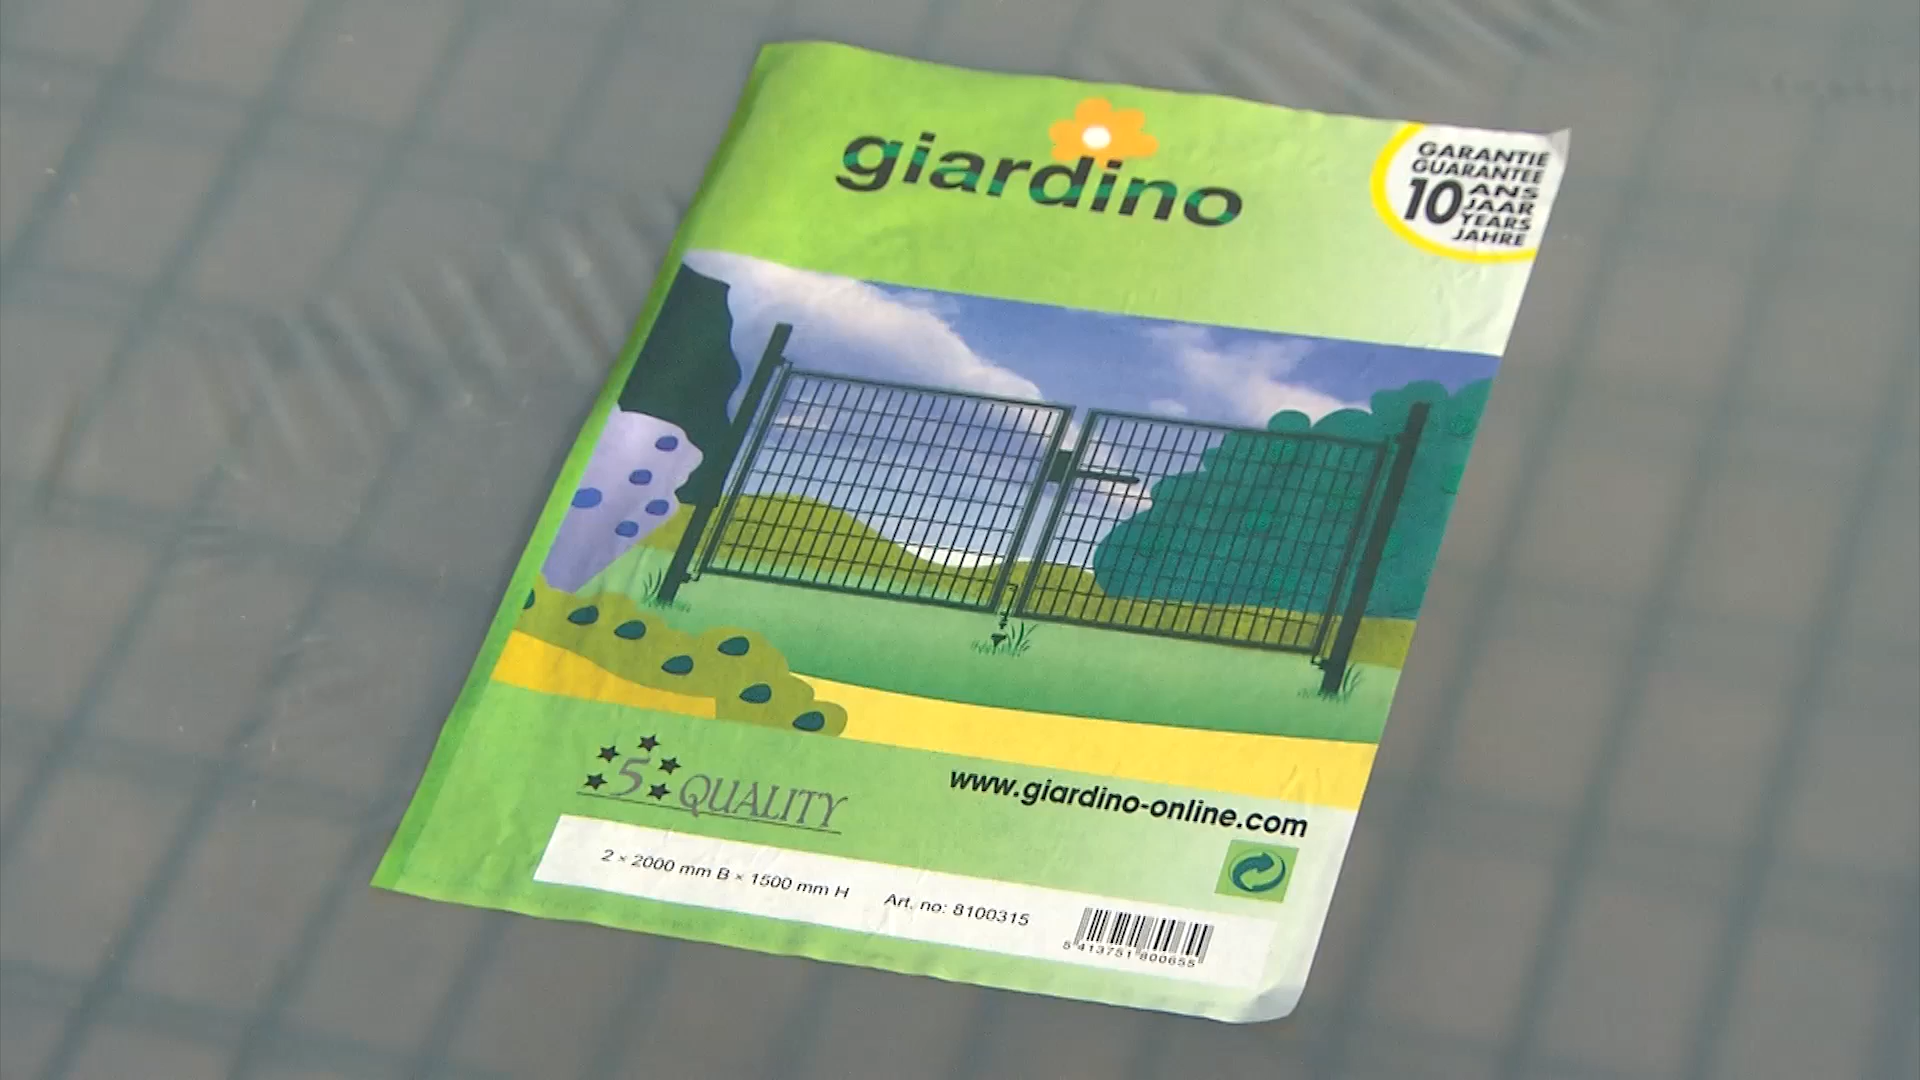 giardino
GARANTIE
GUARANTEE
10 ANS
JAAR
YEARS
JAHRE
5 QUALITY
www.giardino-online.com
2 × 2000 mm B × 1500 mm H Art. no: 8100315
5 413751 800655